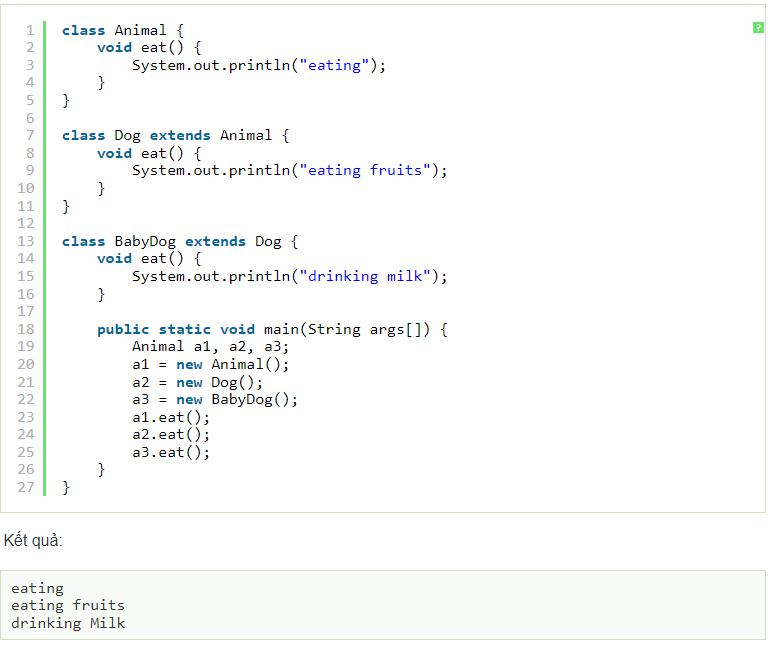 1 class Animal {
2     void eat() {
3         System.out.println("eating");
4     }
5 }
6
7 class Dog extends Animal {
8     void eat() {
9         System.out.println("eating fruits");
10     }
11 }
12
13 class BabyDog extends Dog {
14     void eat() {
15         System.out.println("drinking milk");
16     }
17
18     public static void main(String args[]) {
19         Animal a1, a2, a3;
20         a1 = new Animal();
21         a2 = new Dog();
22         a3 = new BabyDog();
23         a1.eat();
24         a2.eat();
25         a3.eat();
26     }
27 }
?
Kết quả:
eating
eating fruits
drinking Milk